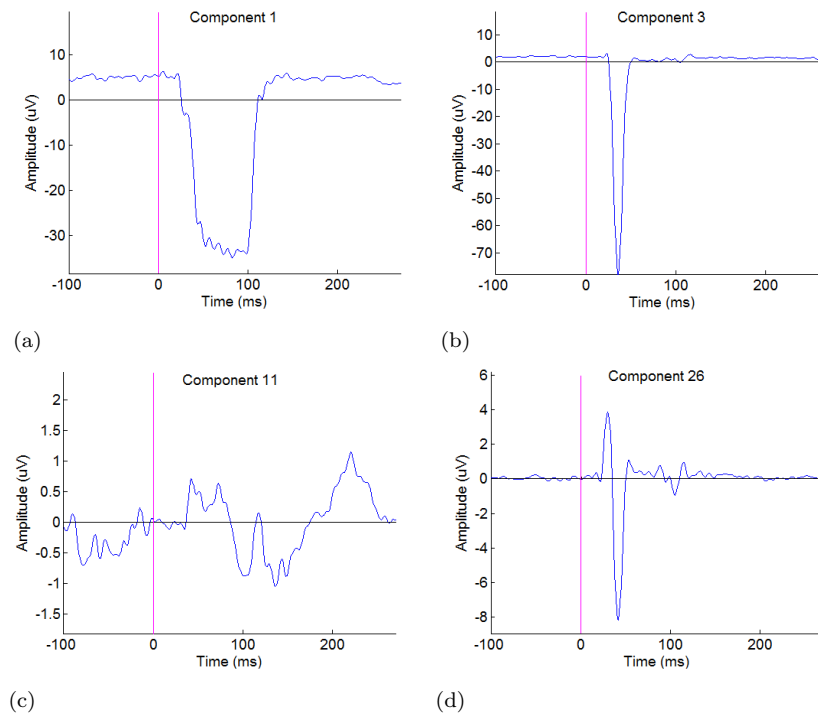 Component 1
10
0
-10
-20
-30
Amplitude (uV)
-100 0 100 200
Time (ms)
(a)
Component 3
10
0
-10
-20
-30
-40
-50
-60
-70
Amplitude (uV)
-100 0 100 200
Time (ms)
(b)
Component 11
2
1.5
1
0.5
0
-0.5
-1
-1.5
Amplitude (uV)
-100 0 100 200
Time (ms)
(c)
Component 26
6
4
2
0
-2
-4
-6
-8
Amplitude (uV)
-100 0 100 200
Time (ms)
(d)